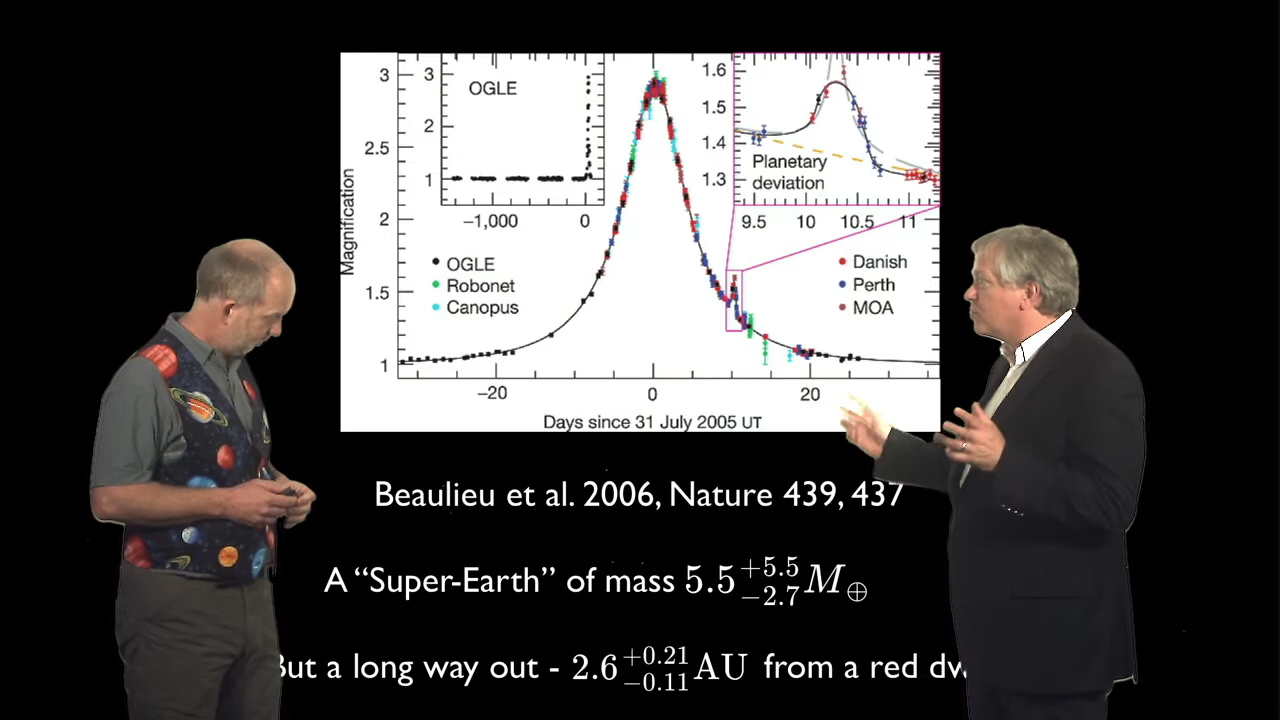 3
3
OGLE
2
1
−1,000
0
1.6
1.5
1.4
1.3
Planetary
deviation
9.5
10
10.5
11
2.5
2
1.5
1
Magnification
OGLE
Robonet
Canopus
Danish
Perth
MOA
−20
0
20
Days since 31 July 2005 UT
Beaulieu et al. 2006, Nature 439, 437
A “Super-Earth” of mass 5.5 +5.5 −2.7 M⊕
But a long way out - 2.6 +0.21 −0.11 AU from a red